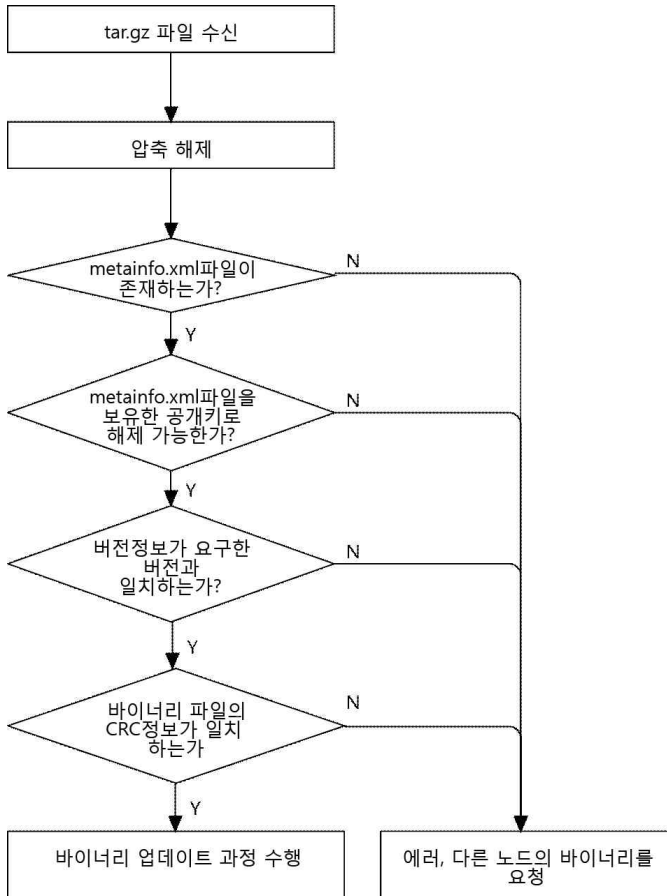 tar.gz 파일 수신
압축 해제
metainfo.xml파일이
존재하는가?
N
Y
metainfo.xml파일을
보유한 공개키로
해제 가능한가?
N
Y
버전정보가 요구한
버전과
일치하는가?
N
Y
바이너리 파일의
CRC정보가 일치
하는가
N
Y
바이너리 업데이트 과정 수행
에러, 다른 노드의 바이너리를
요청